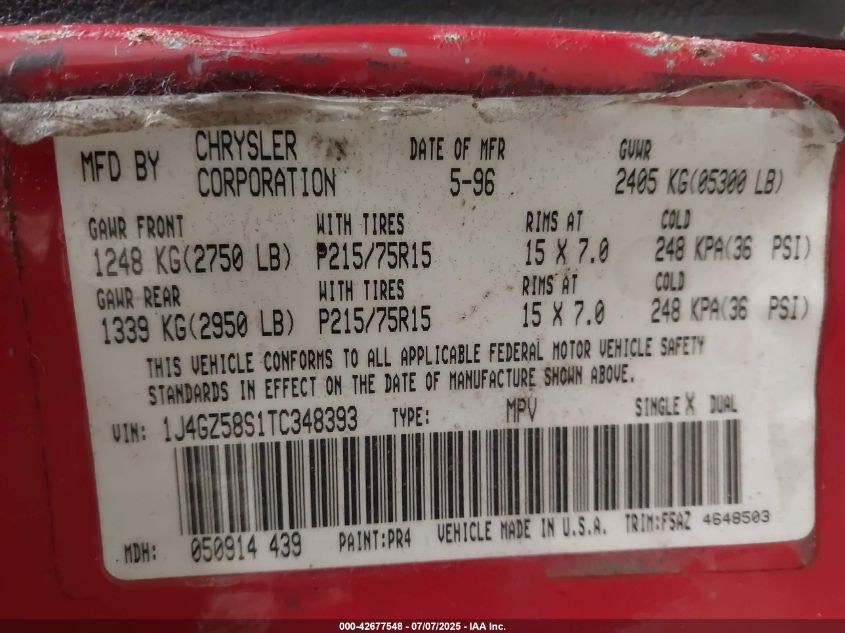 MFD BY CHRYSLER CORPORATION DATE OF MFR 5-96 GVWR 2405 KG(05300 LB)
GAWR FRONT WITH TIRES RIMS AT COLD
1248 KG(2750 LB) P215/75R15 15 X 7.0 248 KPA(36 PSI)
GAWR REAR WITH TIRES RIMS AT COLD
1339 KG(2950 LB) P215/75R15 15 X 7.0 248 KPA(36 PSI)
THIS VEHICLE CONFORMS TO ALL APPLICABLE FEDERAL MOTOR VEHICLE SAFETY
STANDARDS IN EFFECT ON THE DATE OF MANUFACTURE SHOWN ABOVE.
VIN: 1J4GZ58S1TC348393 TYPE: MPV SINGLE X DUAL
MDH: 050914 439 PAINT:PR4 VEHICLE MADE IN U.S.A. TRIM:F5AZ 4648503
000-42677548 - 07/07/2025 - IAA Inc.